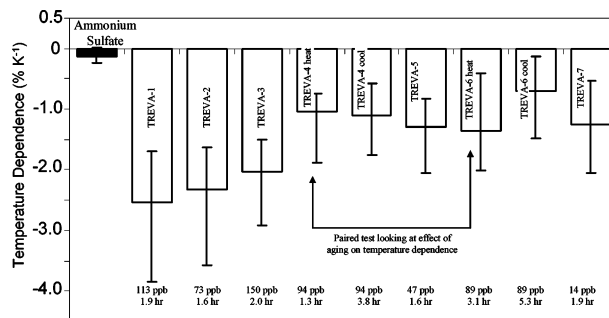 0.5
Ammonium
Sulfate
0
-1.0
-2.0
-3.0
-4.0
Temperature Dependence (% K⁻¹)
TREVA-1
TREVA-2
TREVA-3
TREVA-4 heat
TREVA-4 cool
TREVA-5
TREVA-6 heat
TREVA-6 cool
TREVA-7
Paired test looking at effect of
aging on temperature dependence
113 ppb 73 ppb 150 ppb 94 ppb 94 ppb 47 ppb 89 ppb 89 ppb 14 ppb
1.9 hr 1.6 hr 2.0 hr 1.3 hr 3.8 hr 1.6 hr 3.1 hr 5.3 hr 1.9 hr